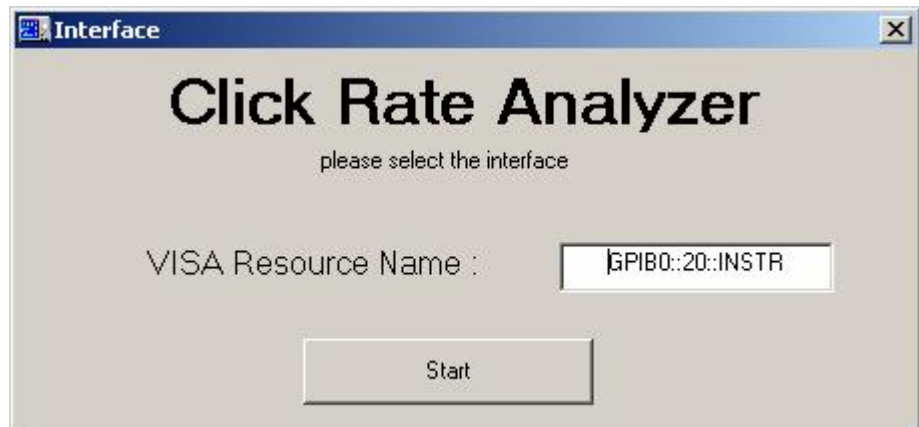 Interface
Click Rate Analyzer
please select the interface
VISA Resource Name : GPIB0::20::INSTR
Start